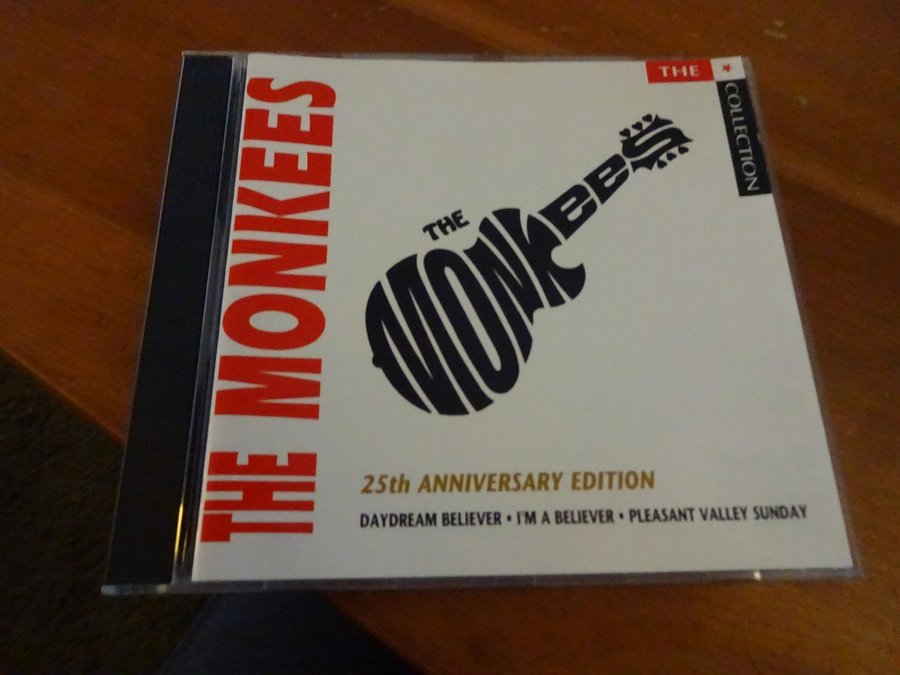 THE MONKEES
THE ★
COLLECTION
THE
MONKEES
25th ANNIVERSARY EDITION
DAYDREAM BELIEVER • I'M A BELIEVER • PLEASANT VALLEY SUNDAY